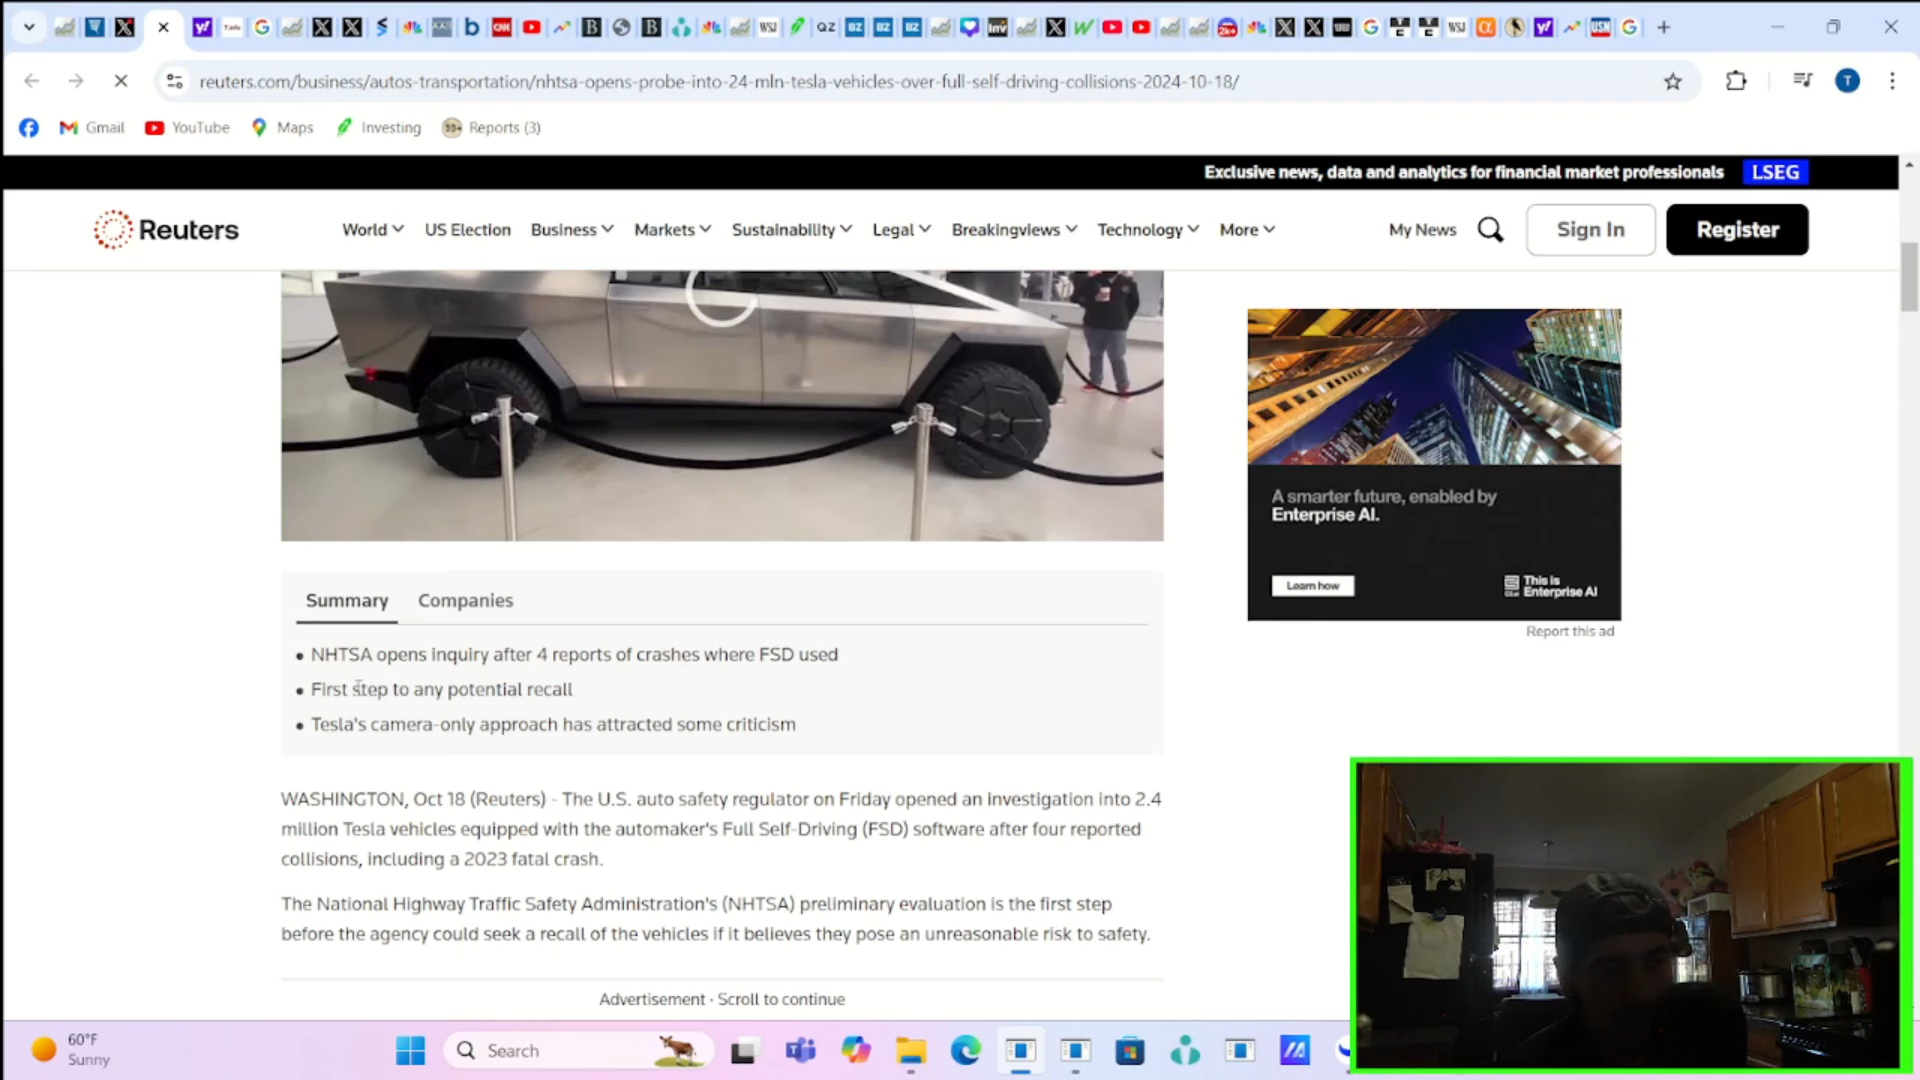 reuters.com/business/autos-transportation/nhtsa-opens-probe-into-24-mln-tesla-vehicles-over-full-self-driving-collisions-2024-10-18/
T
Gmail
YouTube
Maps
Investing
Reports (3)
Exclusive news, data and analytics for financial market professionals
LSEG
Reuters
World
US Election
Business
Markets
Sustainability
Legal
Breakingviews
Technology
More
My News
Sign In
Register
A smarter future, enabled by
Enterprise AI.
Learn how
This is
Enterprise AI
Report this ad
Summary
Companies
NHTSA opens inquiry after 4 reports of crashes where FSD used
First step to any potential recall
Tesla's camera-only approach has attracted some criticism
WASHINGTON, Oct 18 (Reuters) - The U.S. auto safety regulator on Friday opened an investigation into 2.4
million Tesla vehicles equipped with the automaker's Full Self-Driving (FSD) software after four reported
collisions, including a 2023 fatal crash.
The National Highway Traffic Safety Administration's (NHTSA) preliminary evaluation is the first step
before the agency could seek a recall of the vehicles if it believes they pose an unreasonable risk to safety.
Advertisement · Scroll to continue
60°F
Sunny
Search